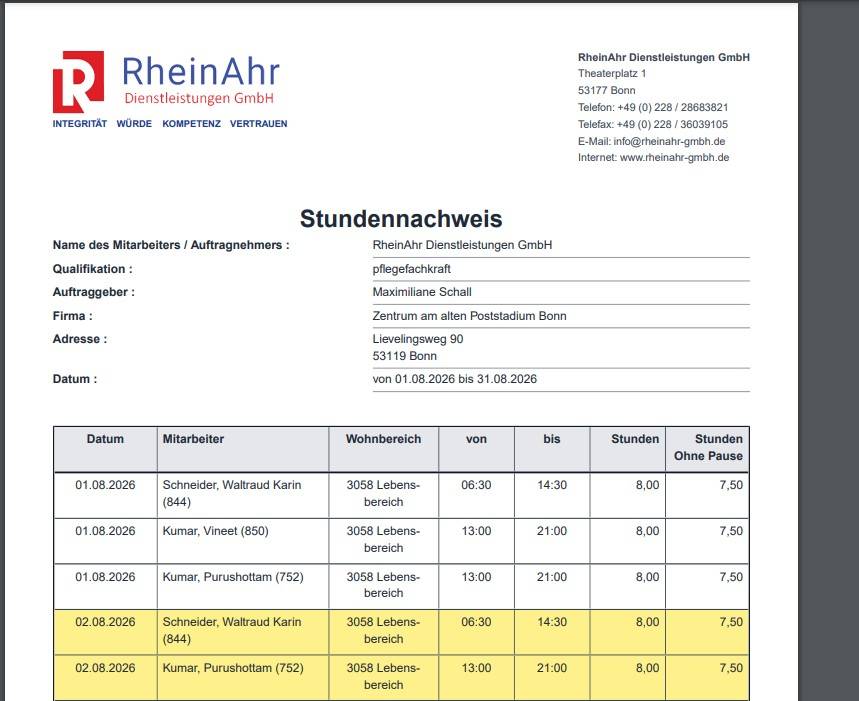 RheinAhr
Dienstleistungen GmbH
INTEGRITÄT WÜRDE KOMPETENZ VERTRAUEN
RheinAhr Dienstleistungen GmbH
Theaterplatz 1
53177 Bonn
Telefon: +49 (0) 228 / 28683821
Telefax: +49 (0) 228 / 36039105
E-Mail: info@rheinahr-gmbh.de
Internet: www.rheinahr-gmbh.de
Stundennachweis
Name des Mitarbeiters / Auftragnehmers : RheinAhr Dienstleistungen GmbH
Qualifikation : pflegefachkraft
Auftraggeber : Maximiliane Schall
Firma : Zentrum am alten Poststadium Bonn
Adresse : Lievelingsweg 90
53119 Bonn
Datum : von 01.08.2026 bis 31.08.2026
Datum Mitarbeiter Wohnbereich von bis Stunden Stunden
Ohne Pause
01.08.2026 Schneider, Waltraud Karin 3058 Lebens- 06:30 14:30 8,00 7,50
(844) bereich
01.08.2026 Kumar, Vineet (850) 3058 Lebens- 13:00 21:00 8,00 7,50
bereich
01.08.2026 Kumar, Purushottam (752) 3058 Lebens- 13:00 21:00 8,00 7,50
bereich
02.08.2026 Schneider, Waltraud Karin 3058 Lebens- 06:30 14:30 8,00 7,50
(844) bereich
02.08.2026 Kumar, Purushottam (752) 3058 Lebens- 13:00 21:00 8,00 7,50
bereich